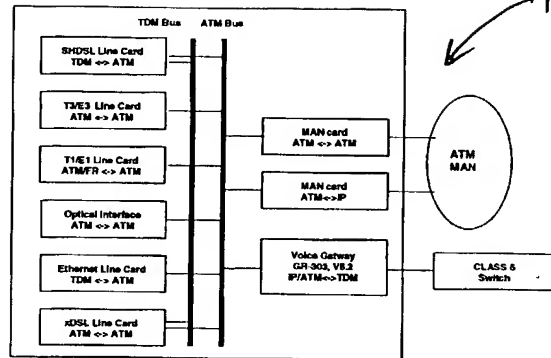 TDM Bus ATM Bus
SHDSL Line Card
TDM <-> ATM
T3/E3 Line Card
ATM <-> ATM
T1/E1 Line Card
ATM/FR <-> ATM
Optical Interface
ATM <-> ATM
Ethernet Line Card
TDM <-> ATM
xDSL Line Card
ATM <-> ATM
MAN card
ATM <-> ATM
MAN card
ATM<->IP
Voice Gatway
GR-303, V5.2
IP/ATM<->TDM
ATM
MAN
CLASS 5
Switch